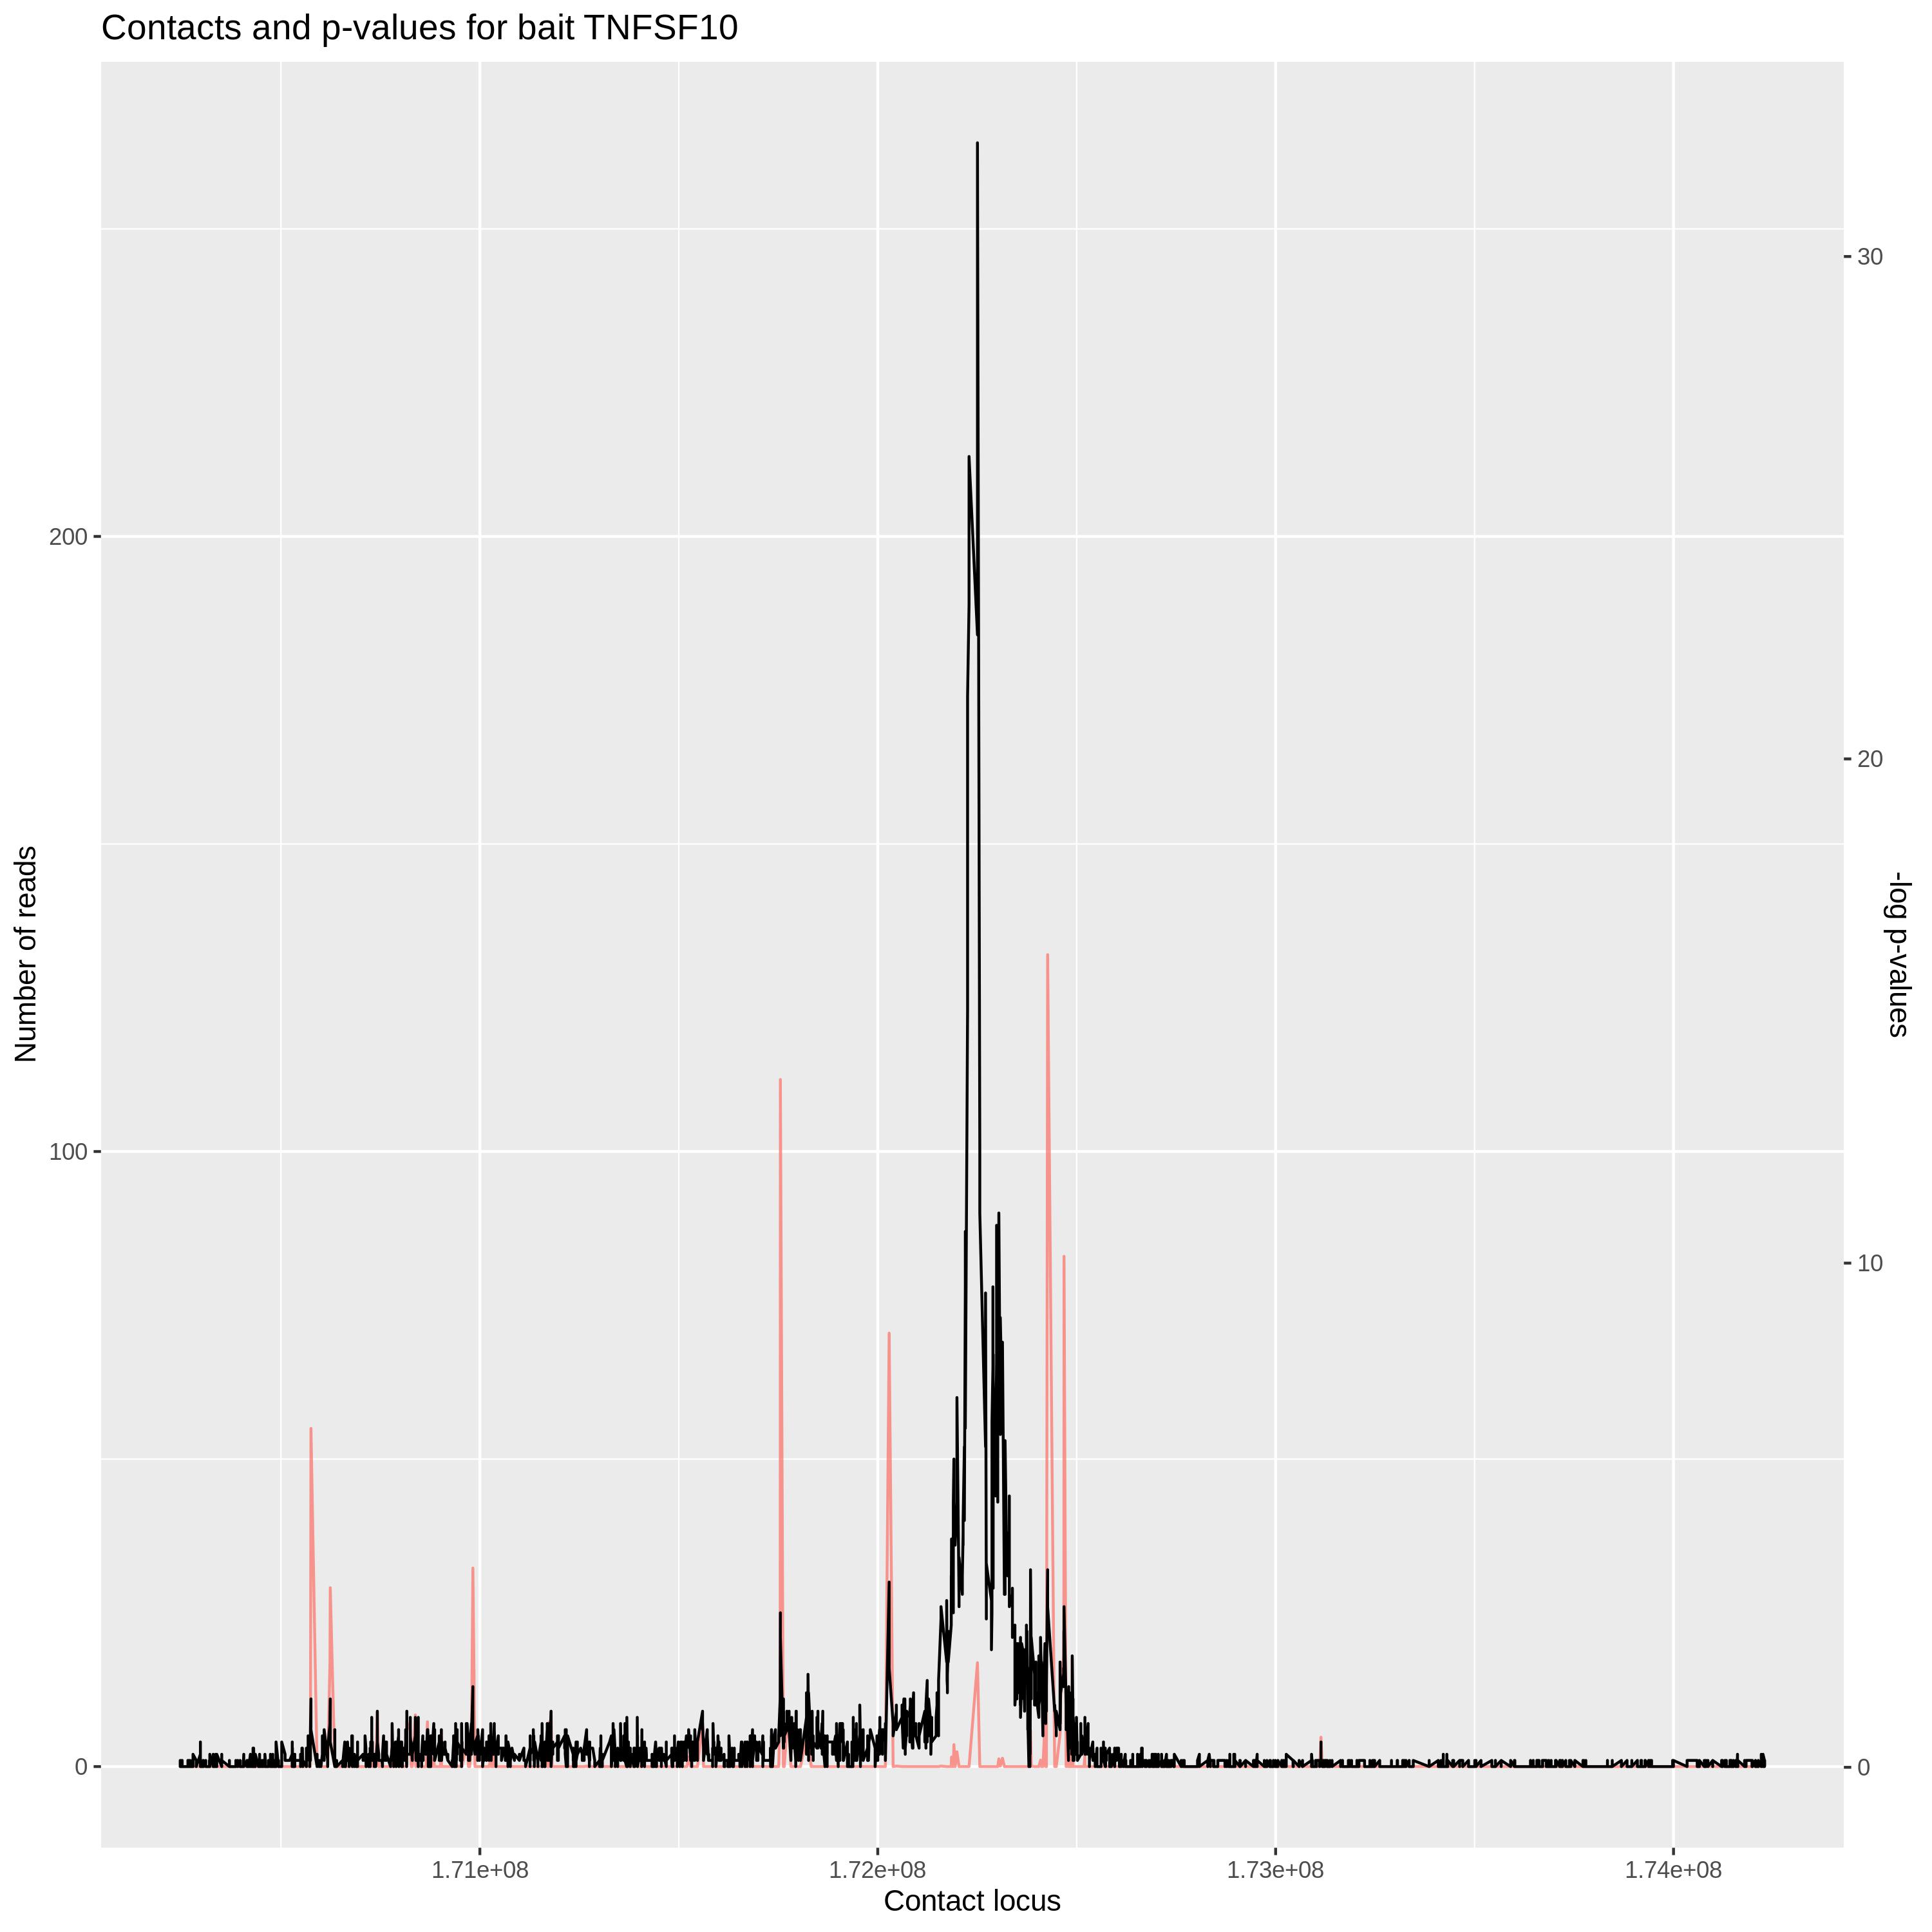 Contacts and p-values for bait TNFSF10
Number of reads
200
100
0
30
20
10
0
-log p-values
1.71e+08
1.72e+08
1.73e+08
1.74e+08
Contact locus